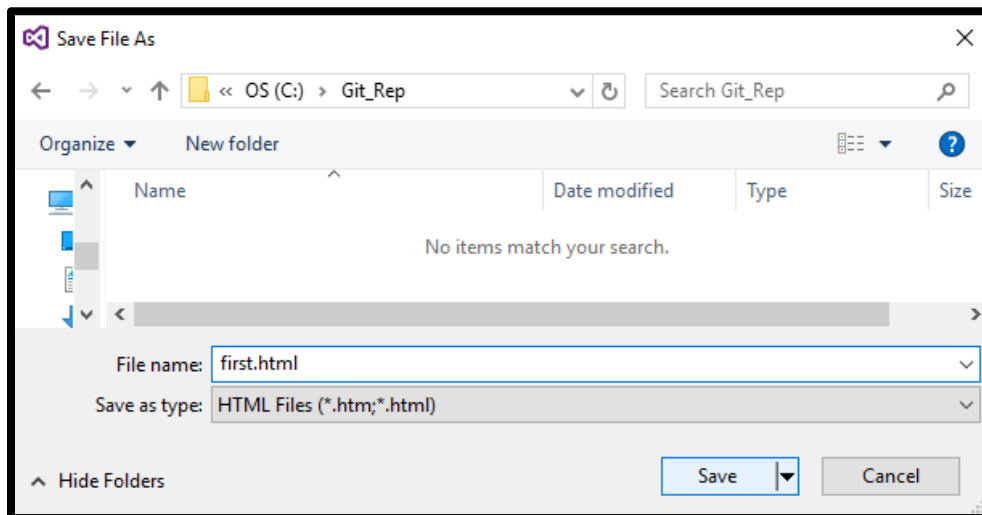 Save File As
« OS (C:) > Git_Rep
Search Git_Rep
Organize
New folder
?
Name
Date modified
Type
Size
No items match your search.
File name: first.html
Save as type: HTML Files (*.htm;*.html)
Hide Folders
Save
Cancel